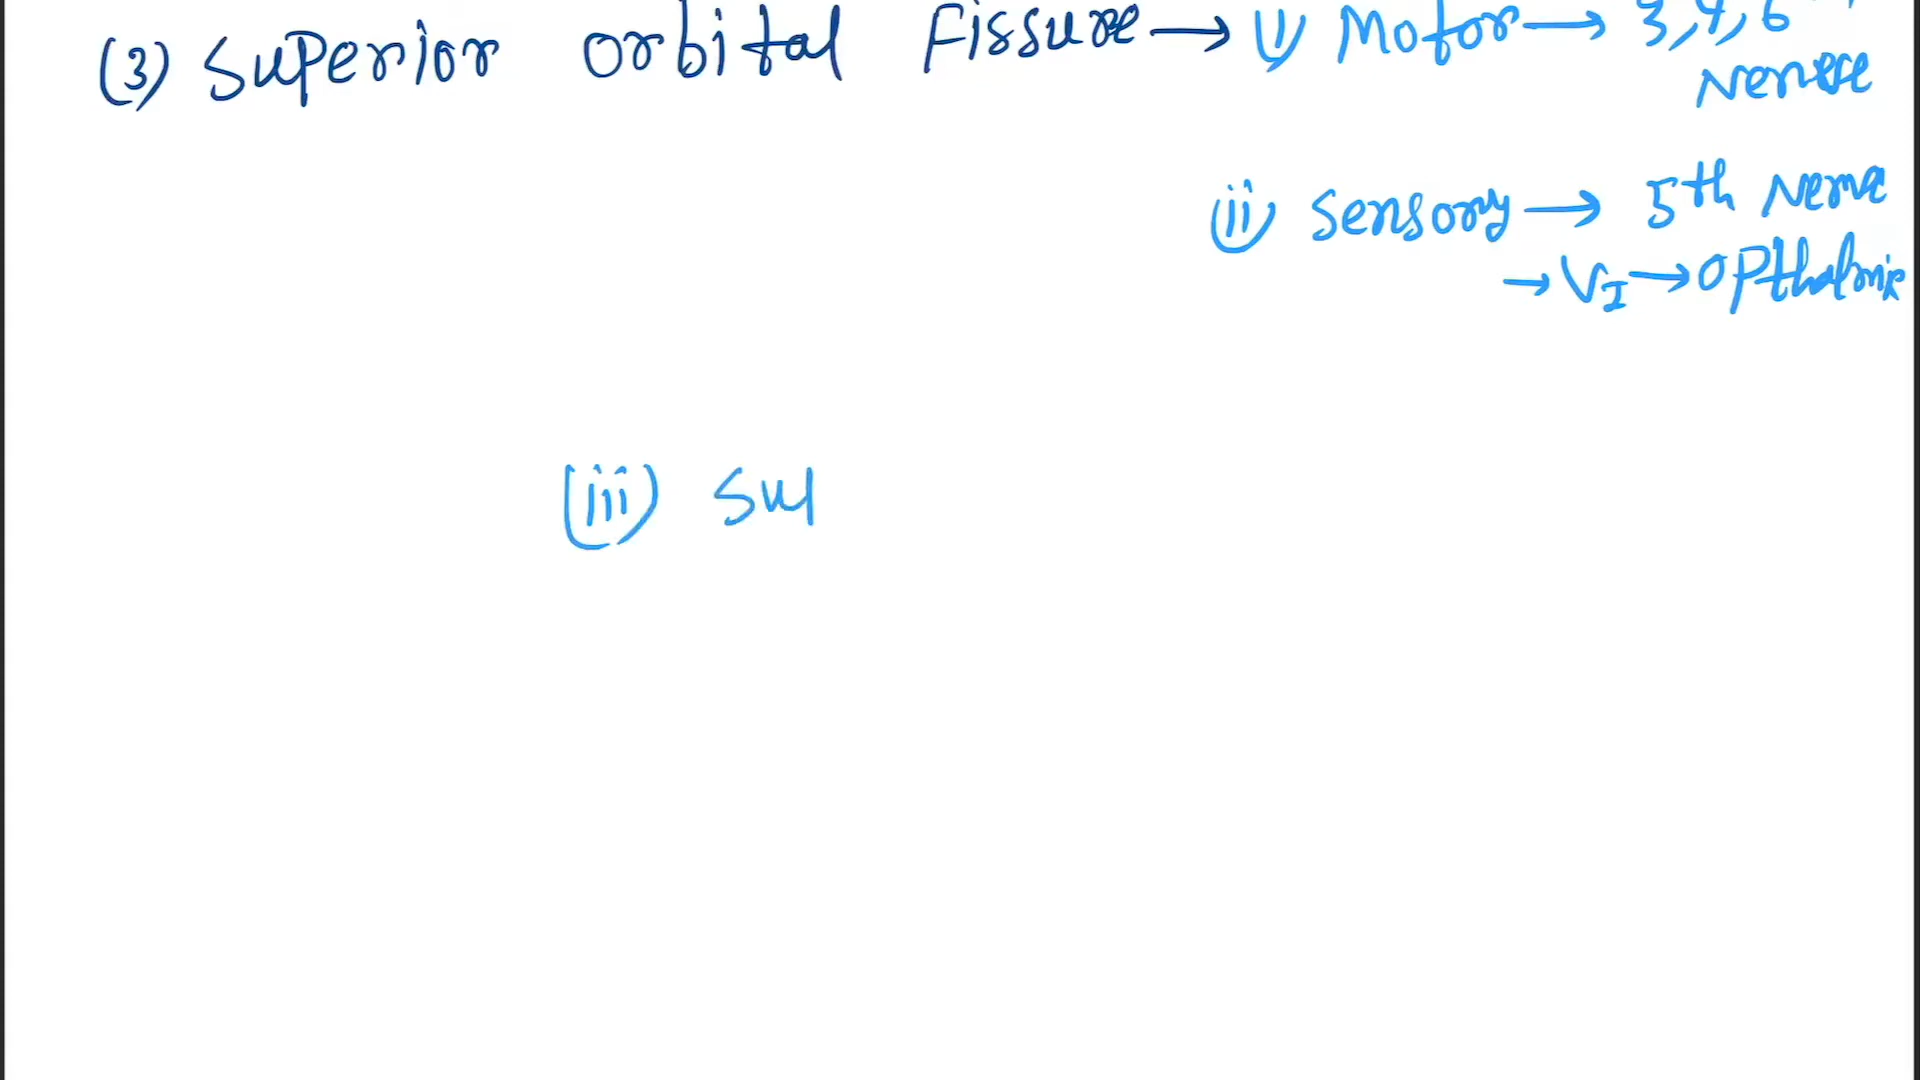 (3) Superior Orbital Fissure → (i) Motor → 3, 4, 6
Nerve
(ii) Sensory → 5th Nerve
→ V₁ → Opthalmic
(iii) Su